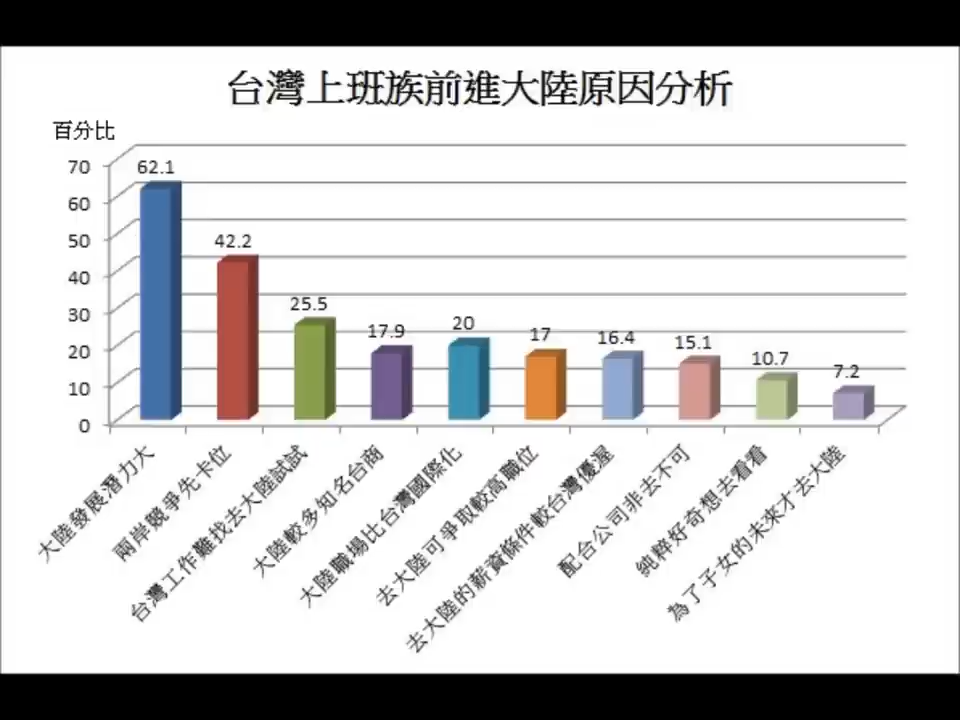 台灣上班族前進大陸原因分析
百分比
70
60
50
40
30
20
10
0
62.1
42.2
25.5
17.9
20
17
16.4
15.1
10.7
7.2
大陸發展潛力大
兩岸競爭先卡位
台灣工作難找去大陸試試
大陸較多知名台商
大陸職場比台灣國際化
去大陸可爭取較高職位
去大陸的薪資條件較台灣優渥
配合公司非去不可
純粹好奇想去看看
為了子女的未來才去大陸